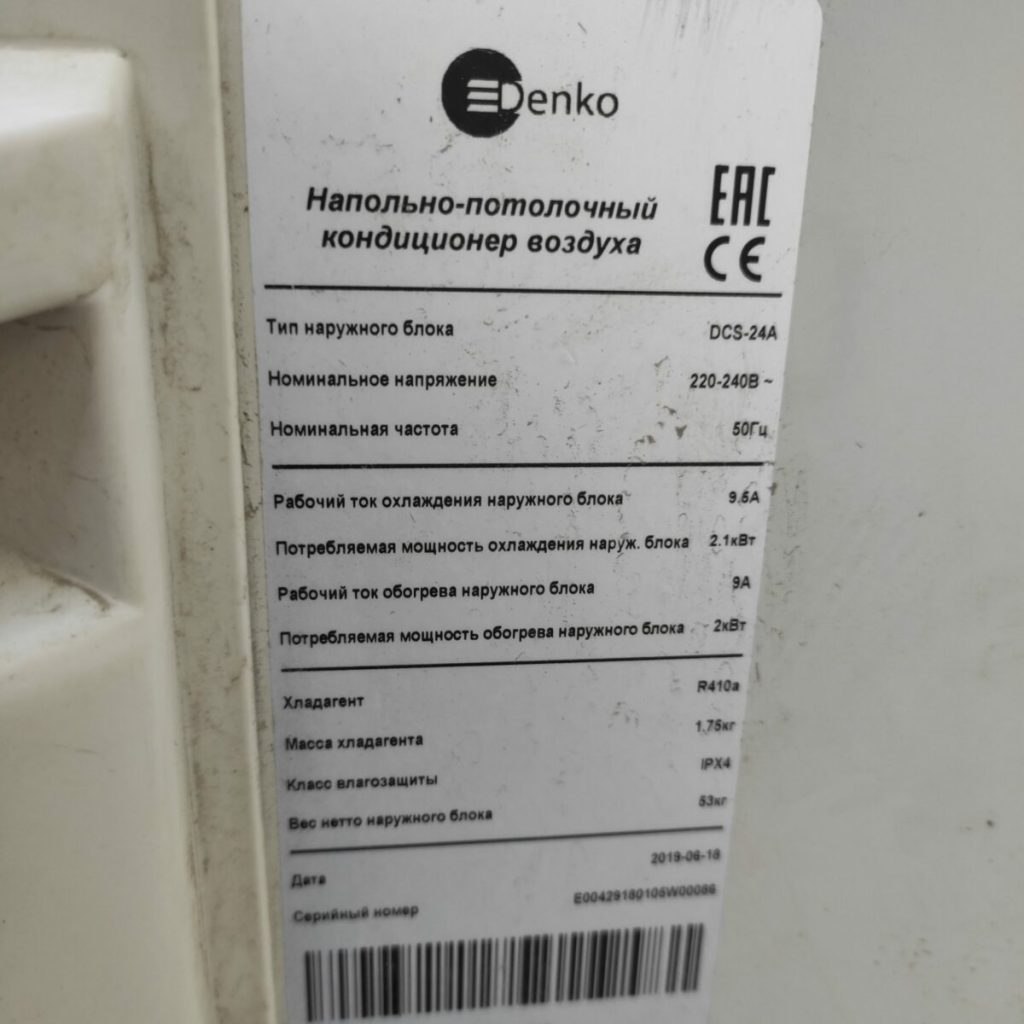 Denko
Напольно-потолочный
кондиционер воздуха
EAC
CE
Тип наружного блока DCS-24A
Номинальное напряжение 220-240В ~
Номинальная частота 50Гц
Рабочий ток охлаждения наружного блока 9.6А
Потребляемая мощность охлаждения наруж. блока 2.1кВт
Рабочий ток обогрева наружного блока 9А
Потребляемая мощность обогрева наружного блока 2кВт
Хладагент R410a
Масса хладагента 1.75кг
Класс влагозащиты IPX4
Вес нетто наружного блока 53кг
Дата 2019-06-18
Серийный номер